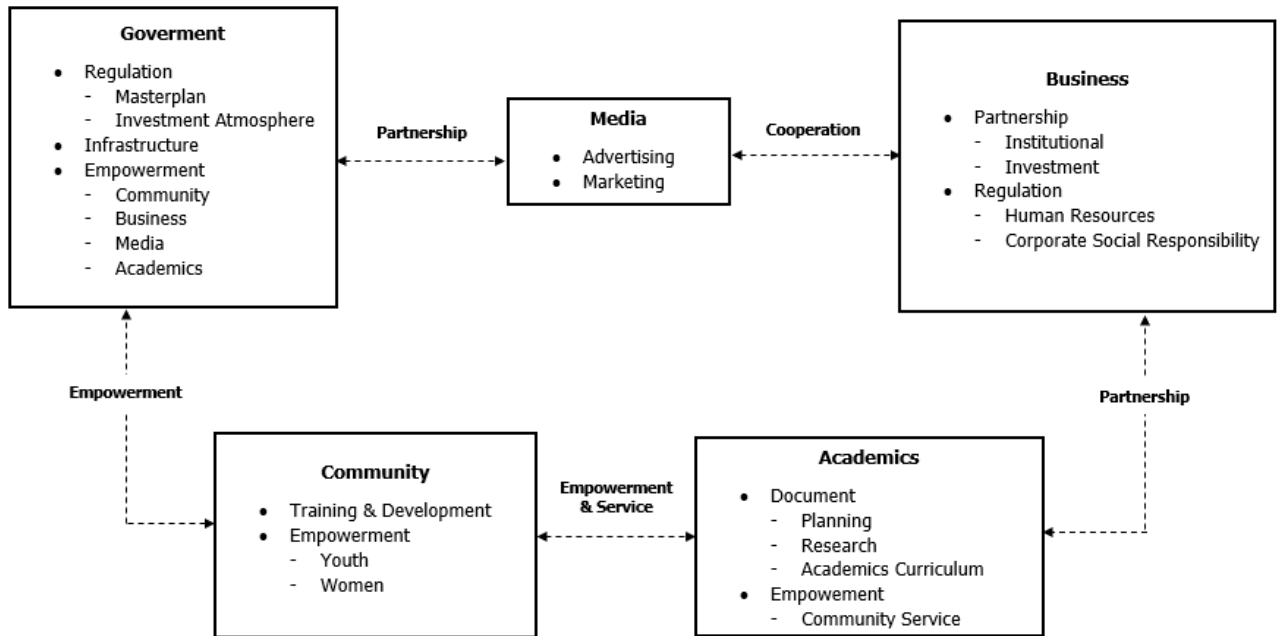 Goverment
• Regulation
- Masterplan
- Investment Atmosphere
• Infrastructure
• Empowerment
- Community
- Business
- Media
- Academics
Partnership
Media
• Advertising
• Marketing
Cooperation
Business
• Partnership
- Institutional
- Investment
• Regulation
- Human Resources
- Corporate Social Responsibility
Empowerment
Partnership
Community
• Training & Development
• Empowerment
- Youth
- Women
Empowerment
& Service
Academics
• Document
- Planning
- Research
- Academics Curriculum
• Empowement
- Community Service